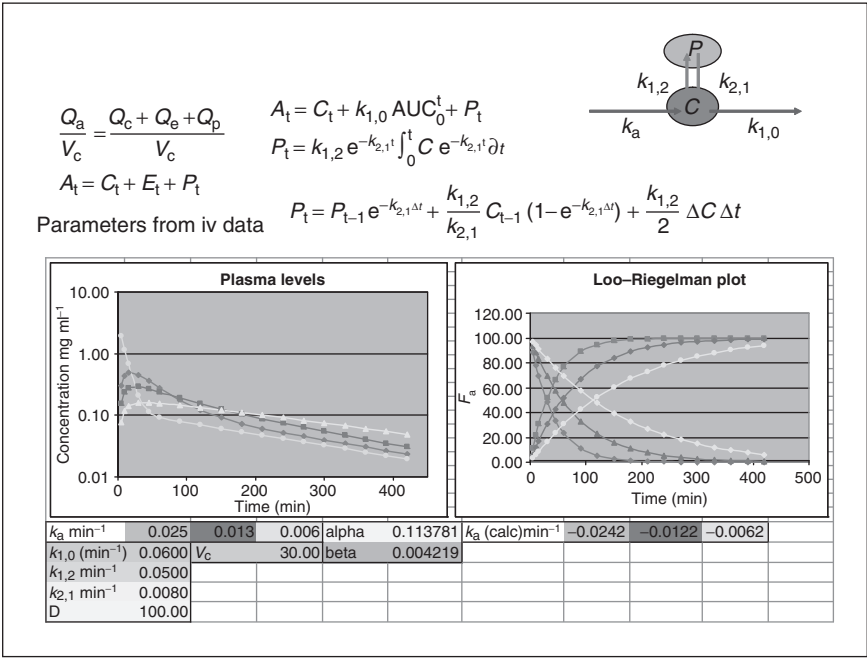 P
k1,2 k2,1
C
ka k1,0
Qa/Vc = (Qc + Qe + Qp)/Vc
At = Ct + Et + Pt
At = Ct + k1,0 AUC0^t + Pt
Pt = k1,2 e^−k2,1t ∫0^t C e^−k2,1t ∂t
Parameters from iv data
Pt = Pt−1 e^−k2,1Δt + k1,2/k2,1 Ct−1 (1−e^−k2,1Δt) + k1,2/2 ΔC Δt
Plasma levels
Concentration mg ml⁻¹
10.00
1.00
0.10
0.01
0 100 200 300 400
Time (min)
Loo–Riegelman plot
Fa
120.00
100.00
80.00
60.00
40.00
20.00
0.00
0 100 200 300 400 500
Time (min)
ka min⁻¹ 0.025 0.013 0.006 alpha 0.113781 ka (calc)min⁻¹ −0.0242 −0.0122 −0.0062
k1,0 (min⁻¹) 0.0600 Vc 30.00 beta 0.004219
k1,2 min⁻¹ 0.0500
k2,1 min⁻¹ 0.0080
D 100.00